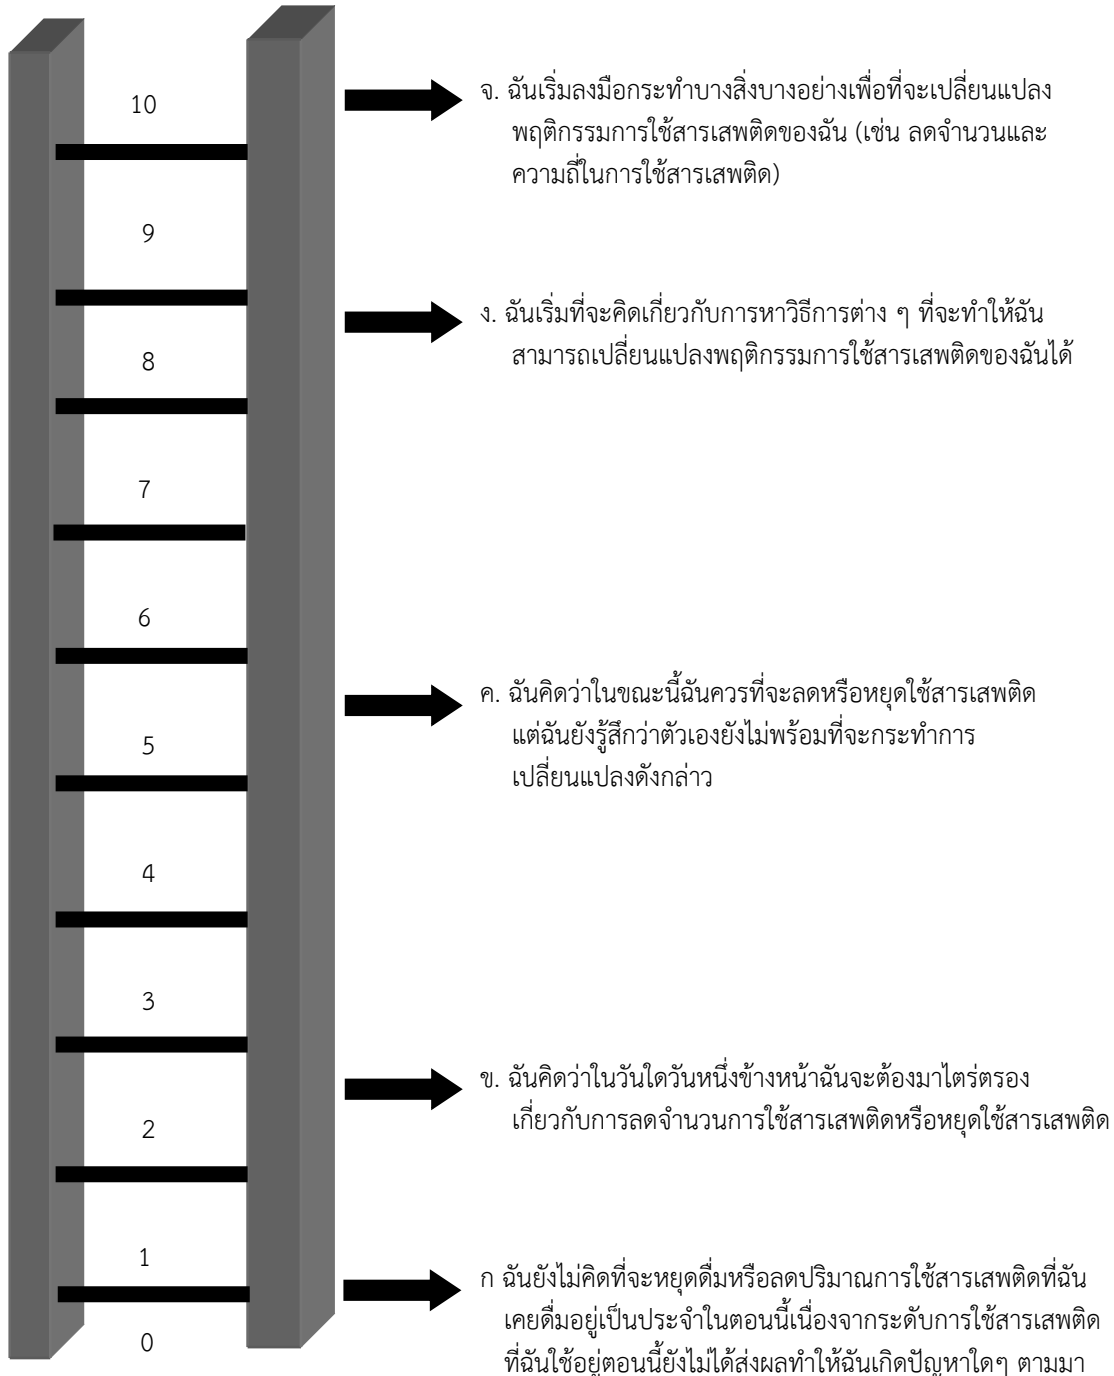 10
จ. ฉันเริ่มลงมือกระทำบางสิ่งบางอย่างเพื่อที่จะเปลี่ยนแปลง
พฤติกรรมการใช้สารเสพติดของฉัน (เช่น ลดจำนวนและ
ความถี่ในการใช้สารเสพติด)
9
ง. ฉันเริ่มที่จะคิดเกี่ยวกับการหาวิธีการต่าง ๆ ที่จะทำให้ฉัน
สามารถเปลี่ยนแปลงพฤติกรรมการใช้สารเสพติดของฉันได้
8
7
6
ค. ฉันคิดว่าในขณะนี้ฉันควรที่จะลดหรือหยุดใช้สารเสพติด
แต่ฉันยังรู้สึกว่าตัวเองยังไม่พร้อมที่จะกระทำการ
เปลี่ยนแปลงดังกล่าว
5
4
3
ข. ฉันคิดว่าในวันใดวันหนึ่งข้างหน้าฉันจะต้องมาไตร่ตรอง
เกี่ยวกับการลดจำนวนการใช้สารเสพติดหรือหยุดใช้สารเสพติด
2
1
ก ฉันยังไม่คิดที่จะหยุดดื่มหรือลดปริมาณการใช้สารเสพติดที่ฉัน
เคยดื่มอยู่เป็นประจำในตอนนี้เนื่องจากระดับการใช้สารเสพติด
ที่ฉันใช้อยู่ตอนนี้ยังไม่ได้ส่งผลทำให้ฉันเกิดปัญหาใดๆ ตามมา
0